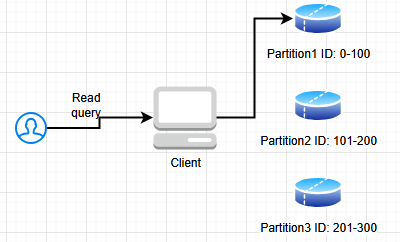 Partition1 ID: 0-100
Read
query
Partition2 ID: 101-200
Client
Partition3 ID: 201-300